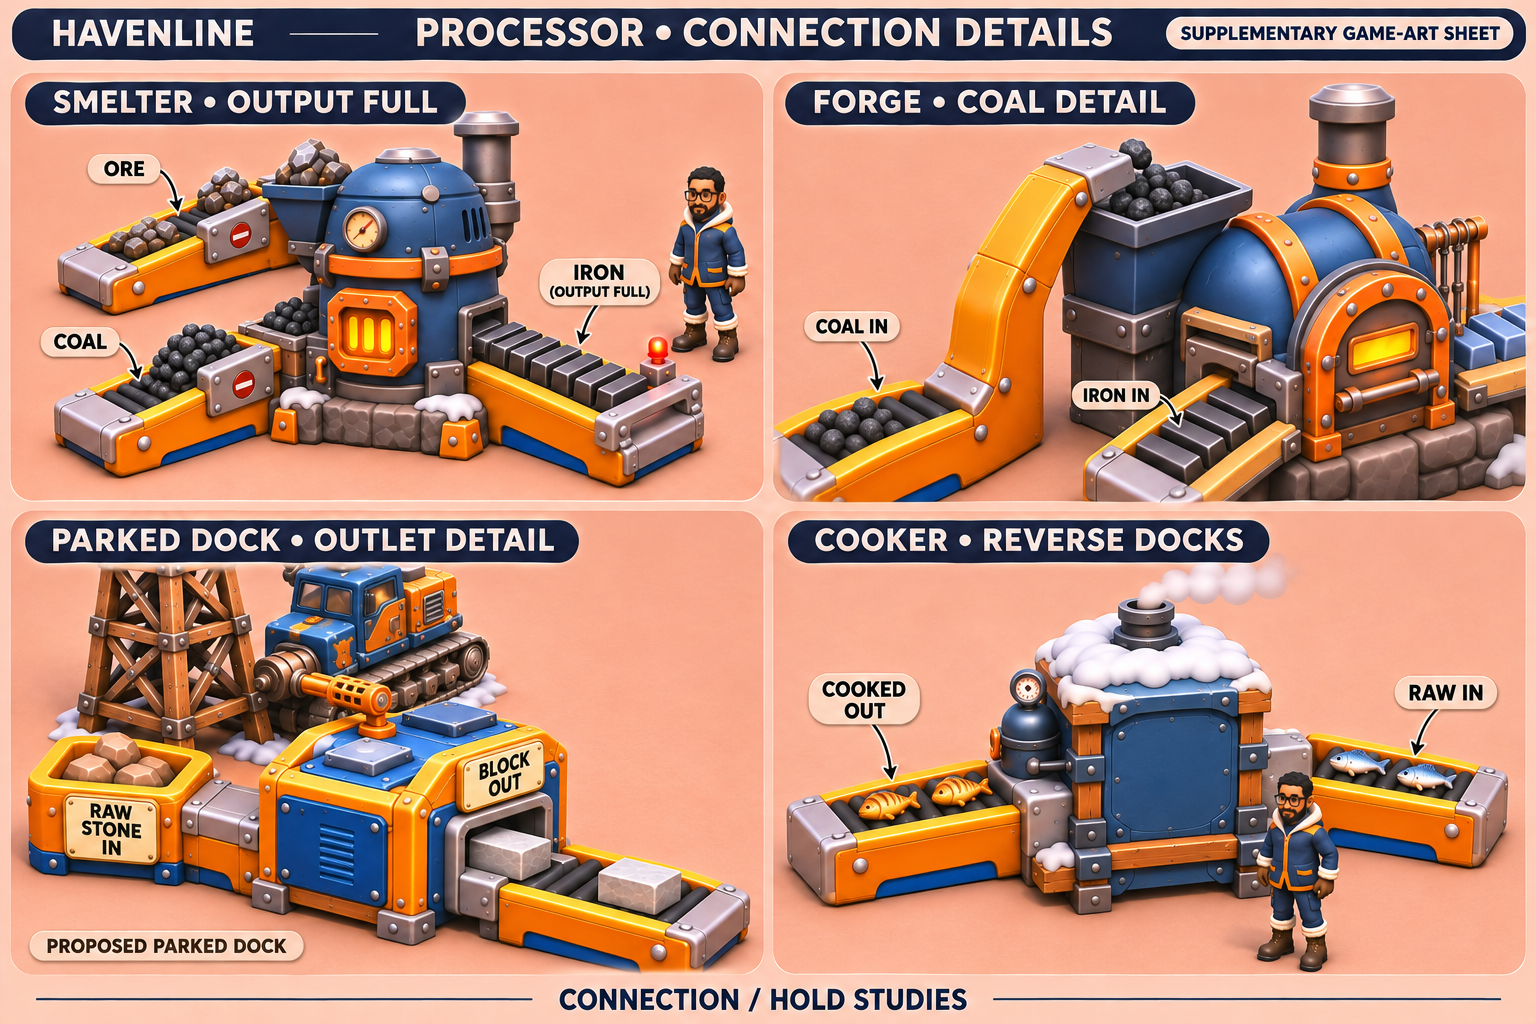 HAVENLINE
PROCESSOR • CONNECTION DETAILS
SUPPLEMENTARY GAME-ART SHEET
SMELTER • OUTPUT FULL
ORE
COAL
IRON
(OUTPUT FULL)
FORGE • COAL DETAIL
COAL IN
IRON IN
PARKED DOCK • OUTLET DETAIL
RAW
STONE
IN
BLOCK
OUT
PROPOSED PARKED DOCK
COOKER • REVERSE DOCKS
COOKED
OUT
RAW IN
CONNECTION / HOLD STUDIES